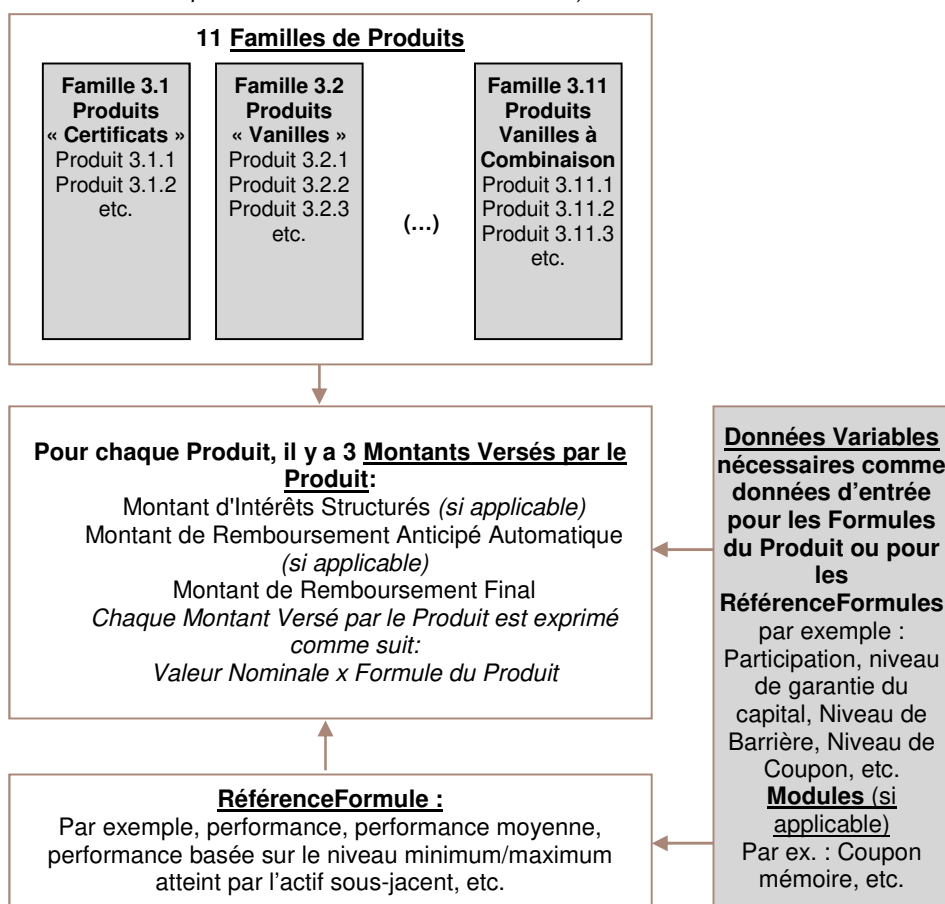 11 Familles de Produits
Famille 3.1
Produits
« Certificats »
Produit 3.1.1
Produit 3.1.2
etc.
Famille 3.2
Produits
« Vanilles »
Produit 3.2.1
Produit 3.2.2
Produit 3.2.3
etc.
(…)
Famille 3.11
Produits
Vanilles à
Combinaison
Produit 3.11.1
Produit 3.11.2
Produit 3.11.3
etc.
Pour chaque Produit, il y a 3 Montants Versés par le
Produit:
Montant d'Intérêts Structurés (si applicable)
Montant de Remboursement Anticipé Automatique
(si applicable)
Montant de Remboursement Final
Chaque Montant Versé par le Produit est exprimé
comme suit:
Valeur Nominale x Formule du Produit
Données Variables
nécessaires comme
données d’entrée
pour les Formules
du Produit ou pour
les
RéférenceFormules
par exemple :
Participation, niveau
de garantie du
capital, Niveau de
Barrière, Niveau de
Coupon, etc.
Modules (si
applicable)
Par ex. : Coupon
mémoire, etc.
RéférenceFormule :
Par exemple, performance, performance moyenne,
performance basée sur le niveau minimum/maximum
atteint par l’actif sous-jacent, etc.